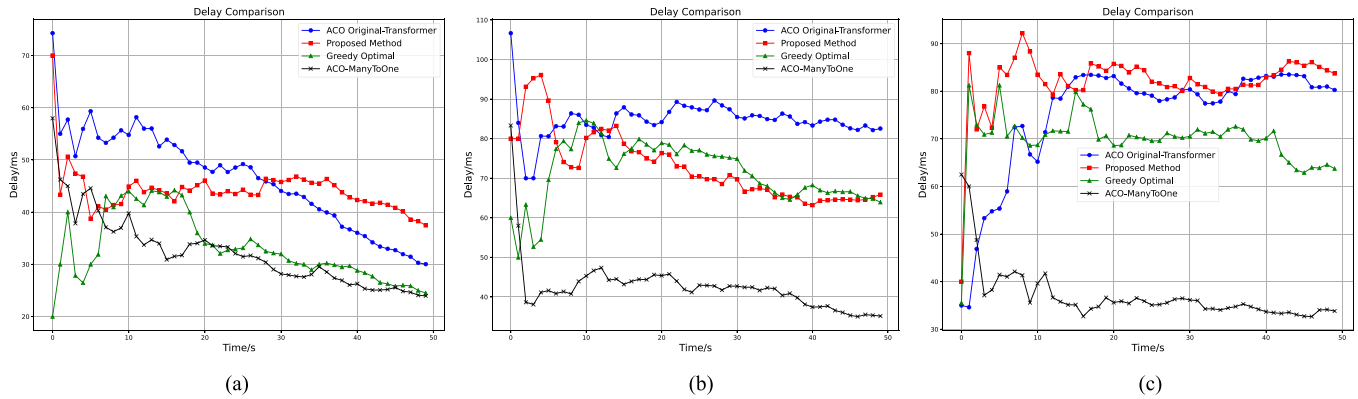 Delay Comparison
ACO Original-Transformer
Proposed Method
Greedy Optimal
ACO-ManyToOne
Delay/ms
70
60
50
40
30
20
0
10
20
30
40
50
Time/s
(a)
Delay Comparison
ACO Original-Transformer
Proposed Method
Greedy Optimal
ACO-ManyToOne
Delay/ms
110
100
90
80
70
60
50
40
0
10
20
30
40
50
Time/s
(b)
Delay Comparison
ACO Original-Transformer
Proposed Method
Greedy Optimal
ACO-ManyToOne
Delay/ms
90
80
70
60
50
40
30
0
10
20
30
40
50
Time/s
(c)